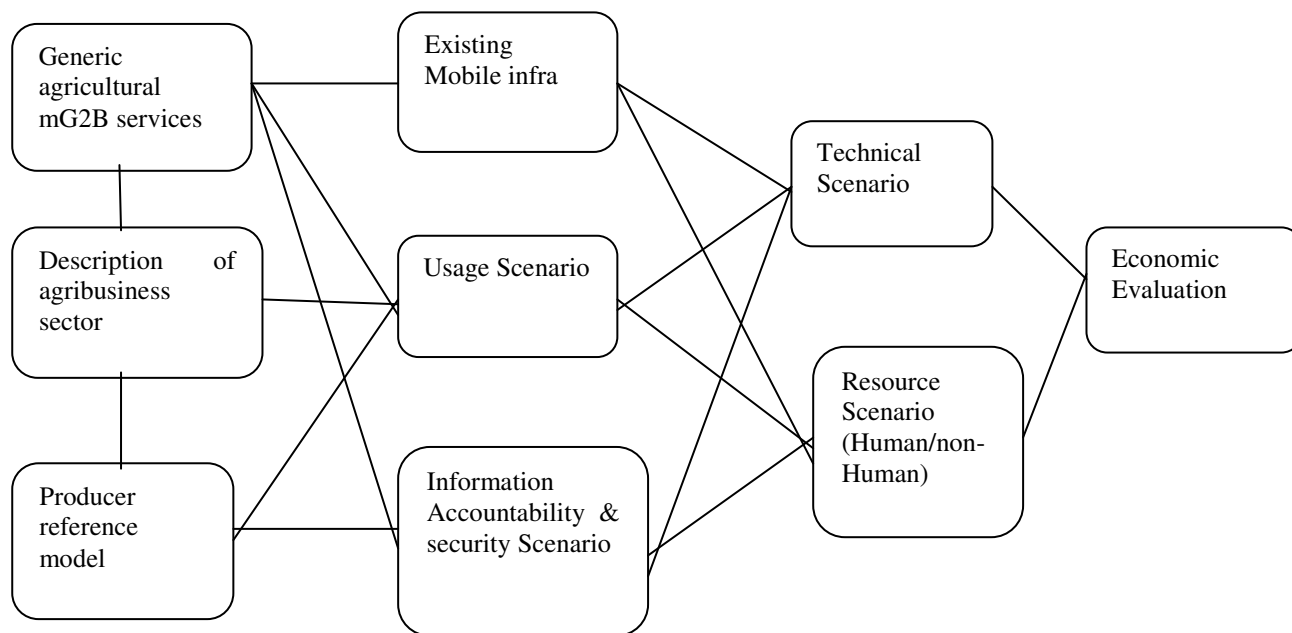 Generic
agricultural
mG2B services
Description of
agribusiness
sector
Producer
reference
model
Existing
Mobile infra
Usage Scenario
Information
Accountability &
security Scenario
Technical
Scenario
Resource
Scenario
(Human/non-
Human)
Economic
Evaluation